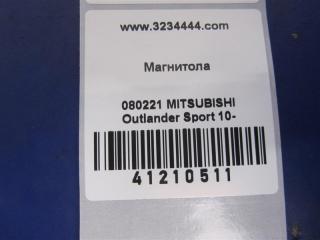 www.3234444.com
Магнитола
080221 MITSUBISHI
Outlander Sport 10-
41210511